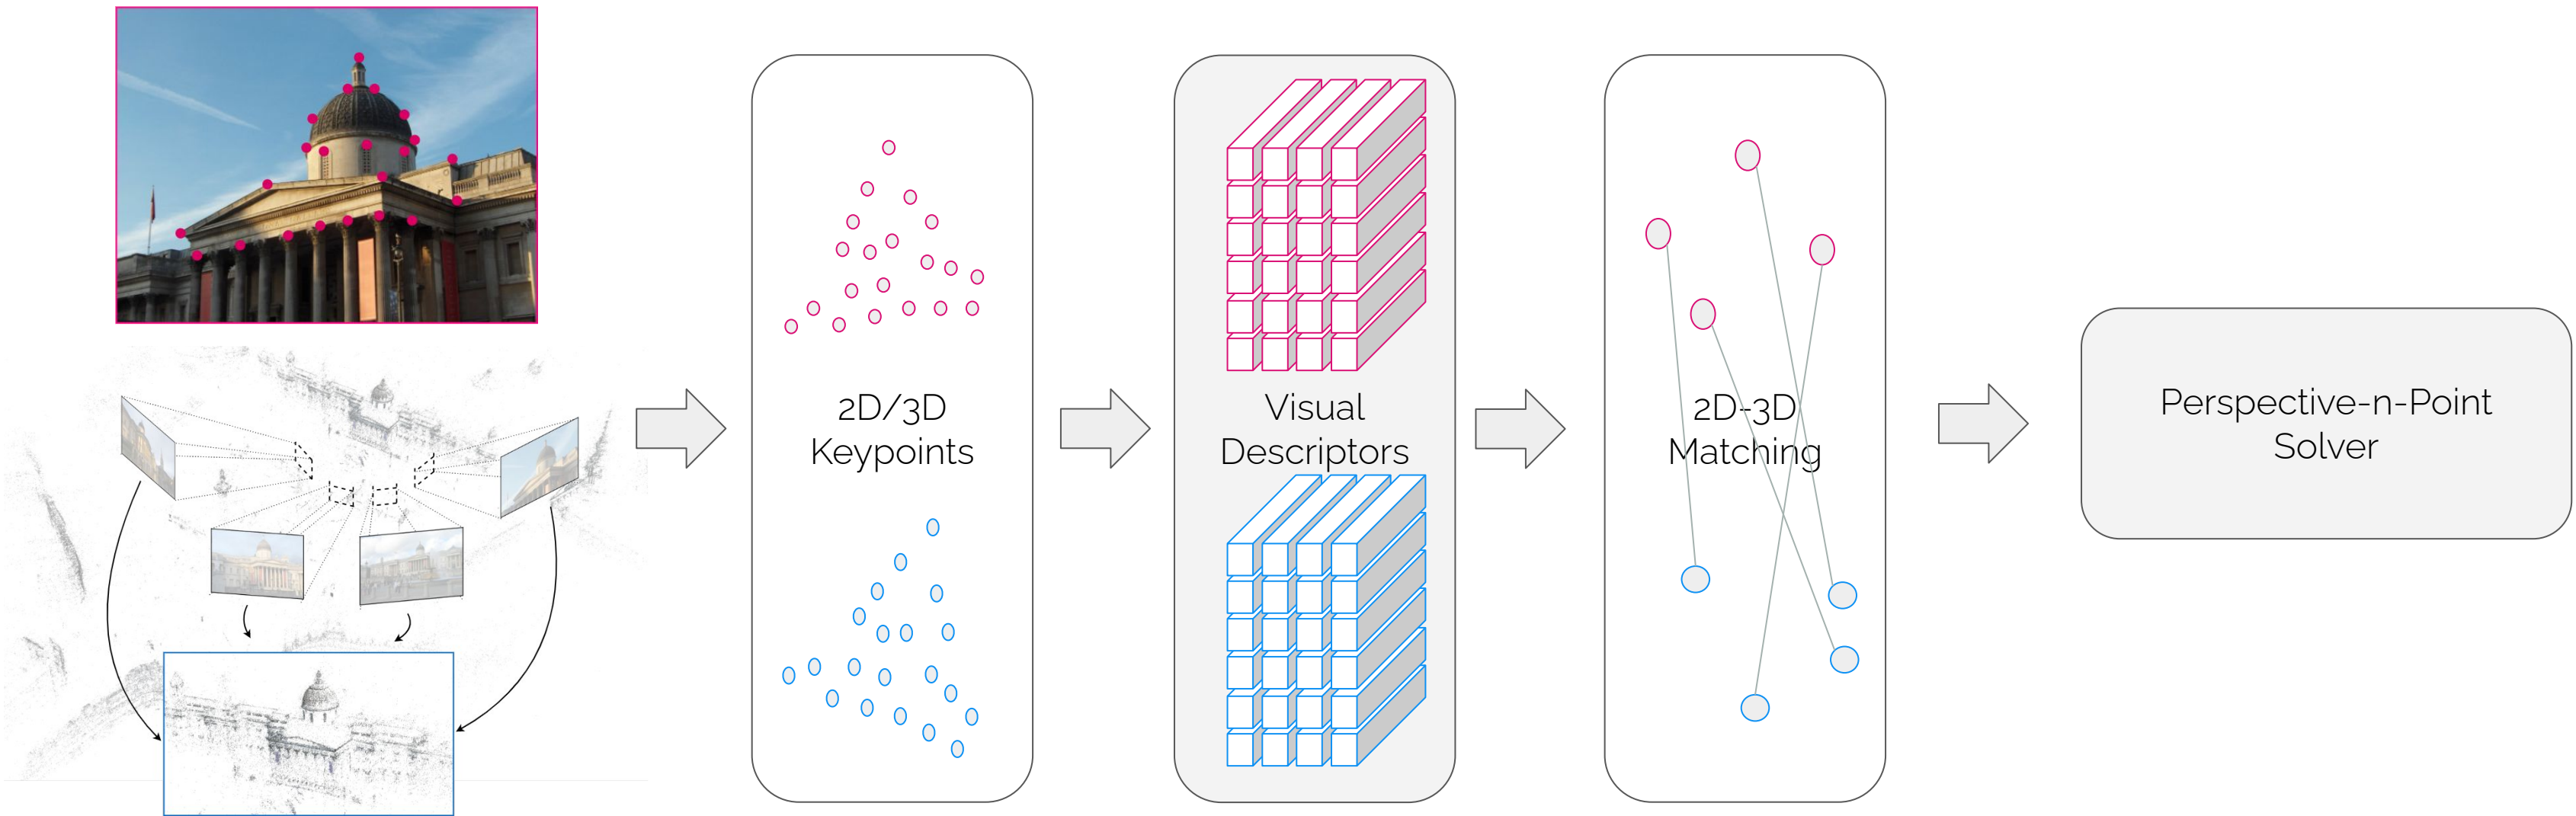 2D/3D
Keypoints
Visual
Descriptors
2D-3D
Matching
Perspective-n-Point
Solver